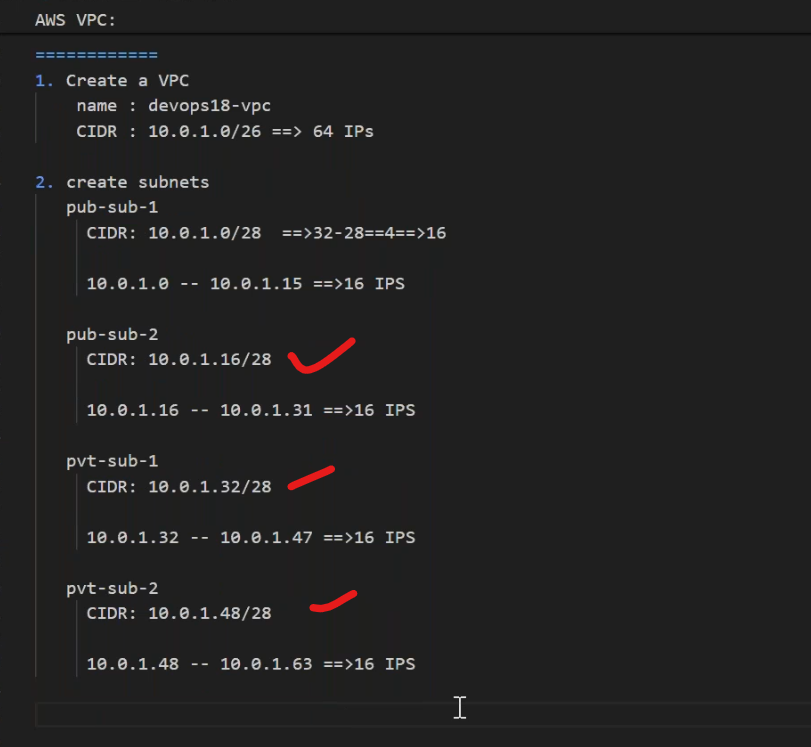 AWS VPC:
============
1. Create a VPC
name : devops18-vpc
CIDR : 10.0.1.0/26 ==> 64 IPs
2. create subnets
pub-sub-1
CIDR: 10.0.1.0/28  ==>32-28==4==>16
10.0.1.0 -- 10.0.1.15 ==>16 IPS
pub-sub-2
CIDR: 10.0.1.16/28
10.0.1.16 -- 10.0.1.31 ==>16 IPS
pvt-sub-1
CIDR: 10.0.1.32/28
10.0.1.32 -- 10.0.1.47 ==>16 IPS
pvt-sub-2
CIDR: 10.0.1.48/28
10.0.1.48 -- 10.0.1.63 ==>16 IPS